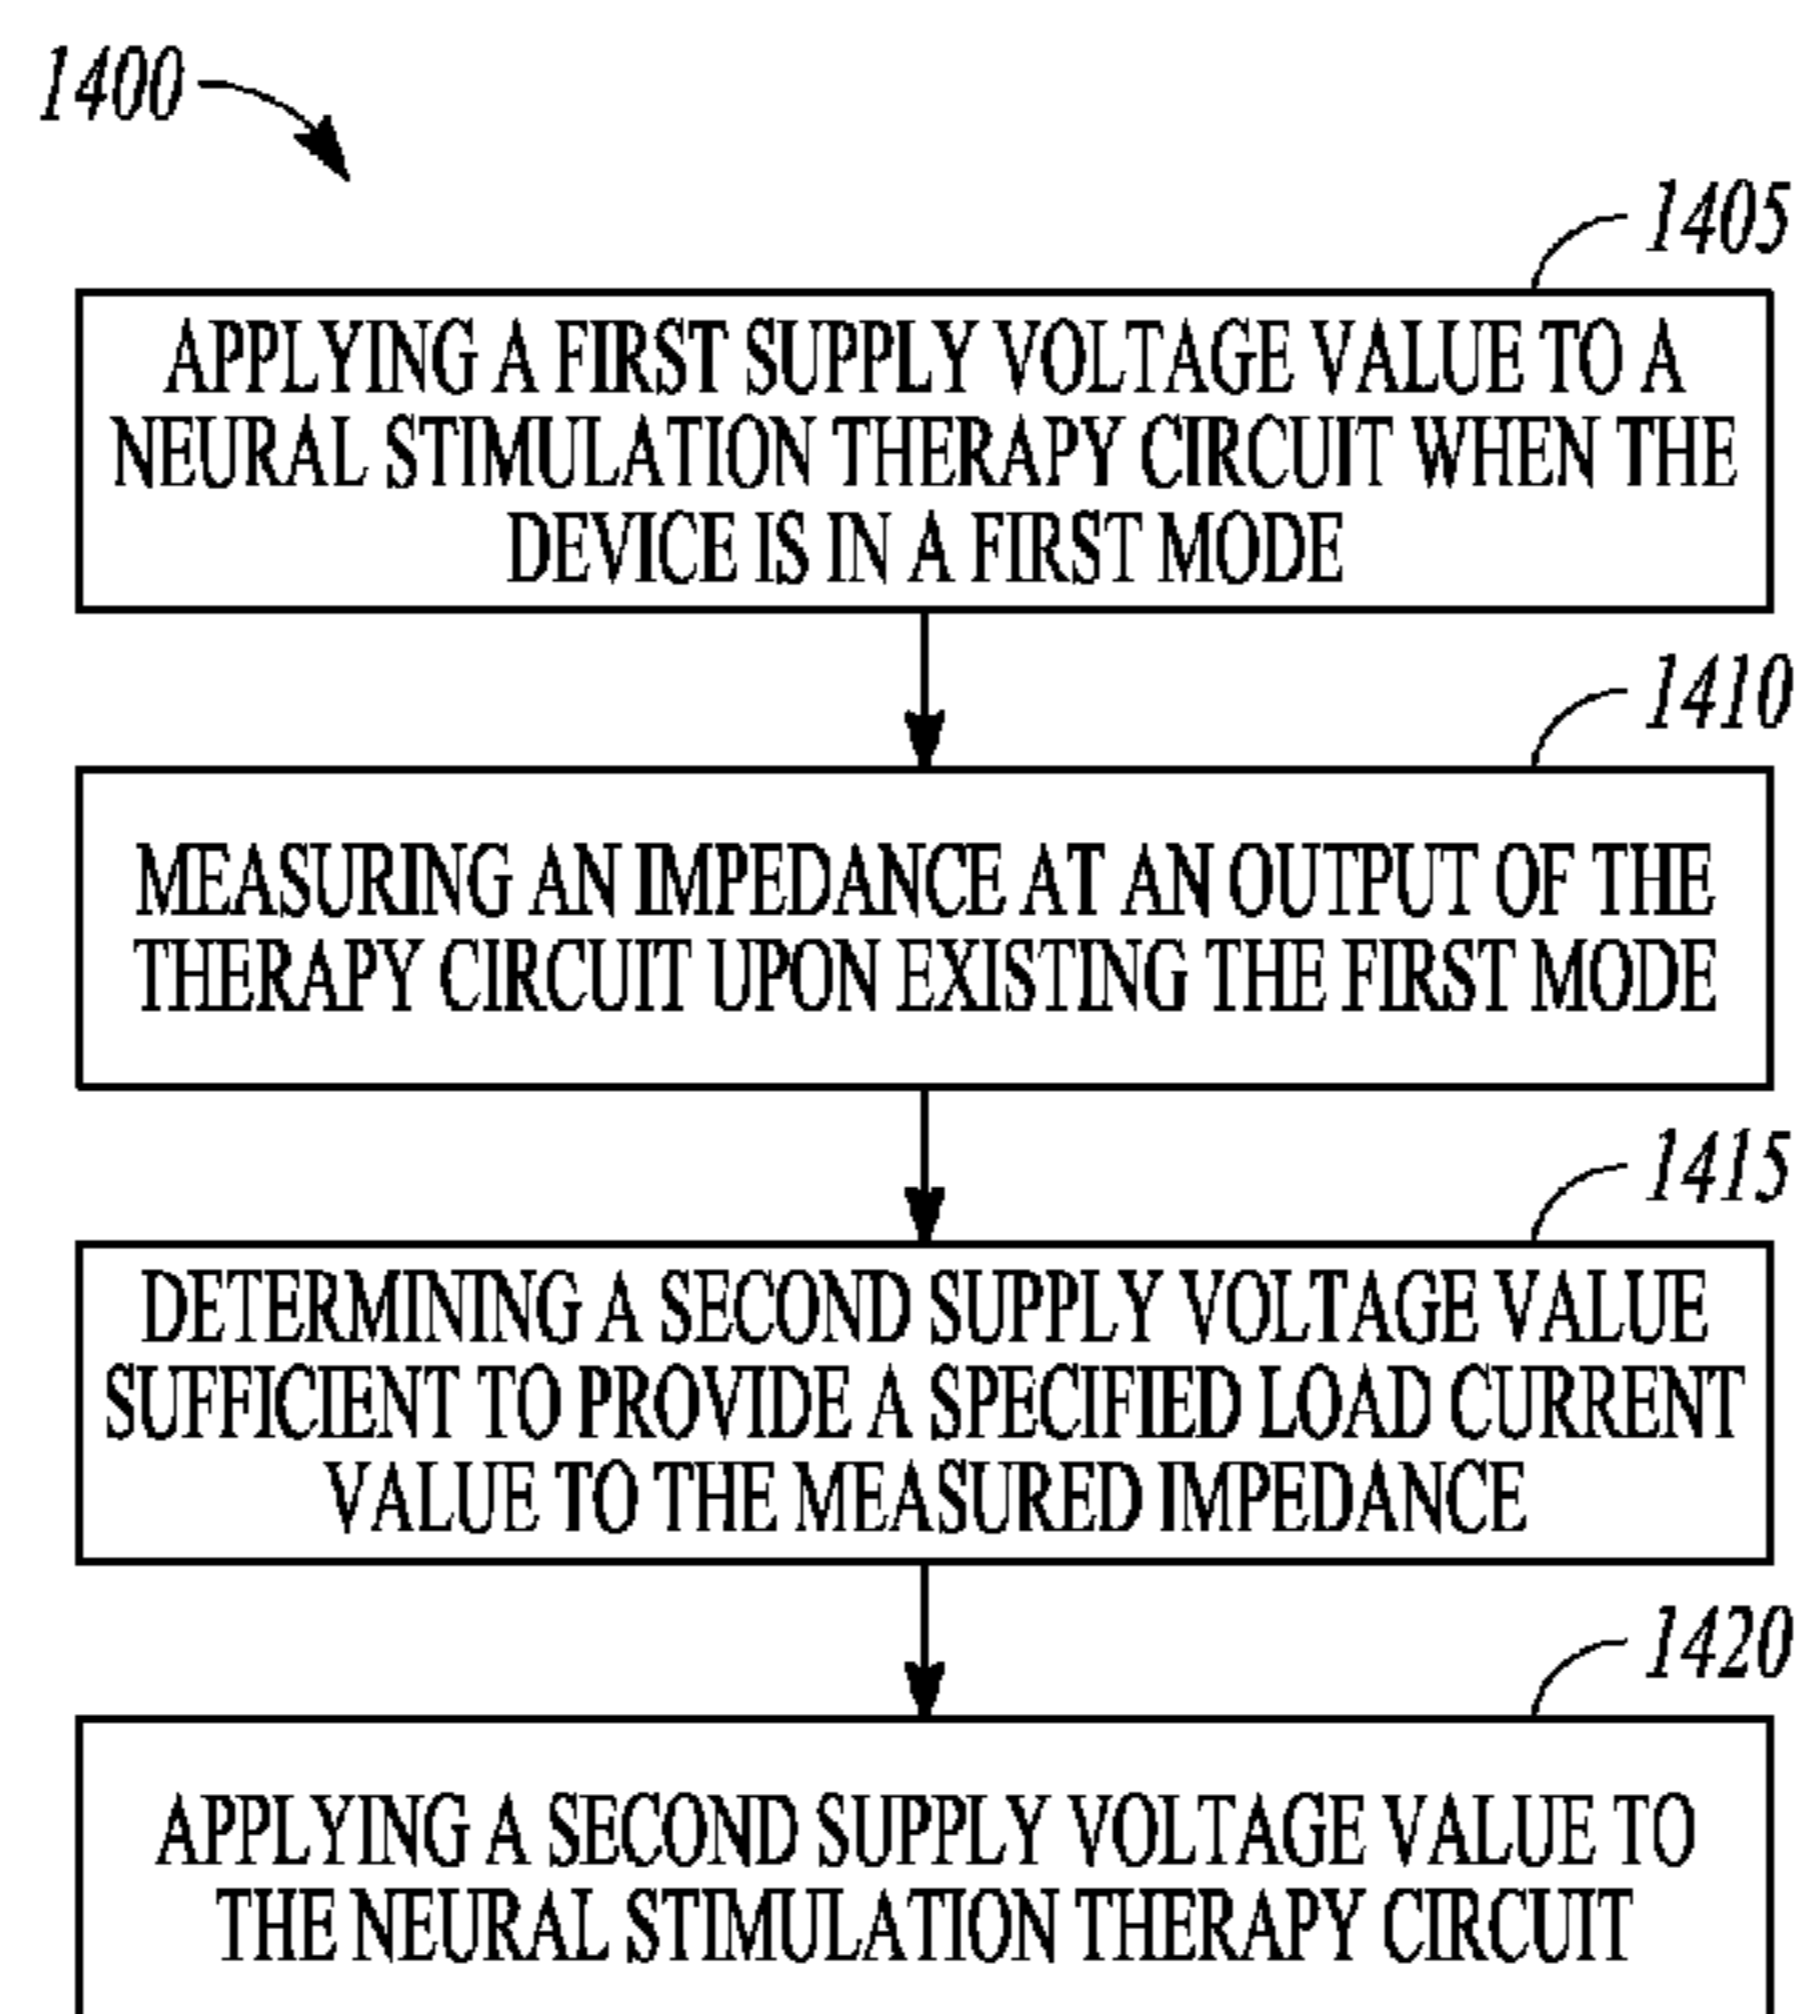 1400
1405
APPLYING A FIRST SUPPLY VOLTAGE VALUE TO A
NEURAL STIMULATION THERAPY CIRCUIT WHEN THE
DEVICE IS IN A FIRST MODE
1410
MEASURING AN IMPEDANCE AT AN OUTPUT OF THE
THERAPY CIRCUIT UPON EXISTING THE FIRST MODE
1415
DETERMINING A SECOND SUPPLY VOLTAGE VALUE
SUFFICIENT TO PROVIDE A SPECIFIED LOAD CURRENT
VALUE TO THE MEASURED IMPEDANCE
1420
APPLYING A SECOND SUPPLY VOLTAGE VALUE TO
THE NEURAL STIMULATION THERAPY CIRCUIT